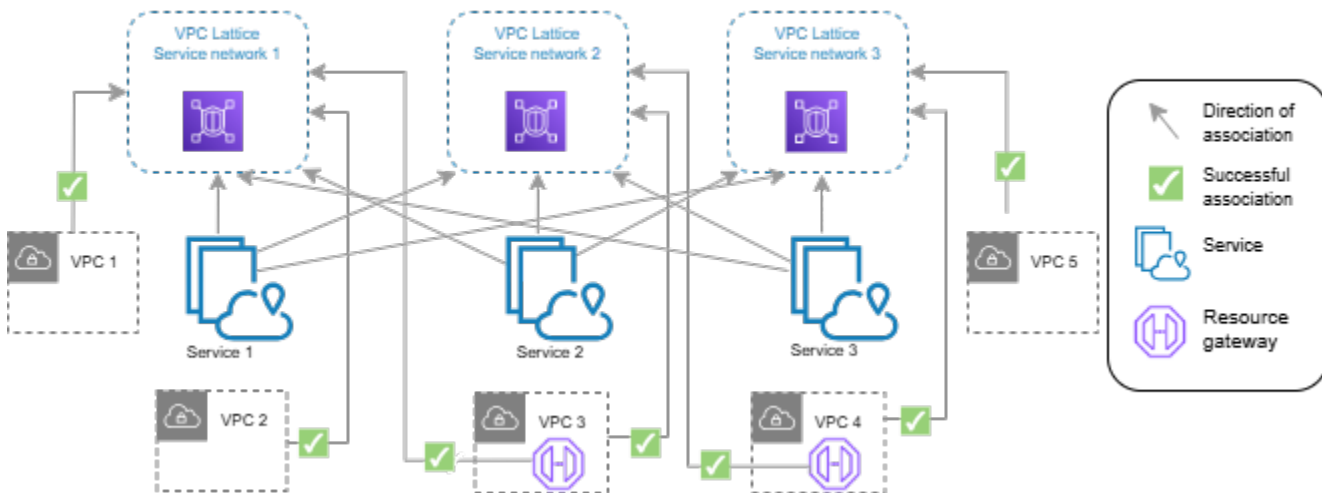 VPC Lattice
Service network 1
VPC Lattice
Service network 2
VPC Lattice
Service network 3
Direction of
association
Successful
association
Service
Resource
gateway
VPC 1
VPC 5
Service 1
Service 2
Service 3
VPC 2
VPC 3
VPC 4